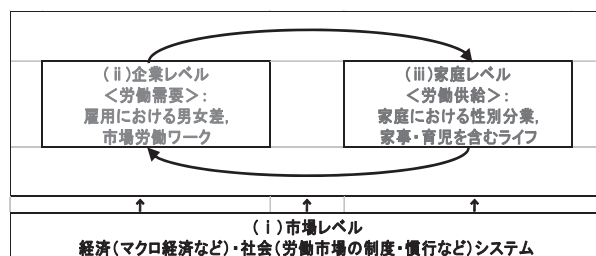 (ⅱ)企業レベル
<労働需要>:
雇用における男女差,
市場労働ワーク
(ⅲ)家庭レベル
<労働供給>:
家庭における性別分業,
家事・育児を含むライフ
(ⅰ)市場レベル
経済(マクロ経済など)・社会(労働市場の制度・慣行など)システム